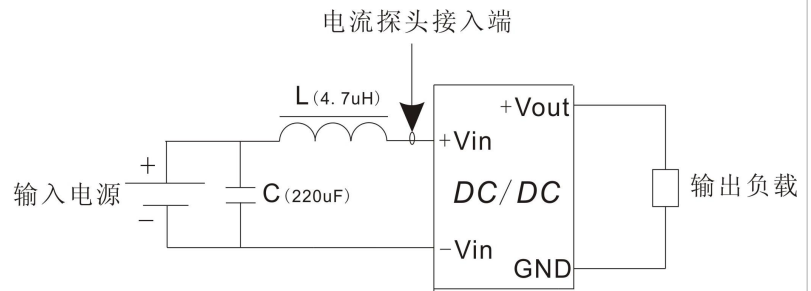 电流探头接入端
L(4.7uH)
+Vout
+Vin
+
输入电源
C(220uF)
DC/DC
输出负载
-
-Vin
GND